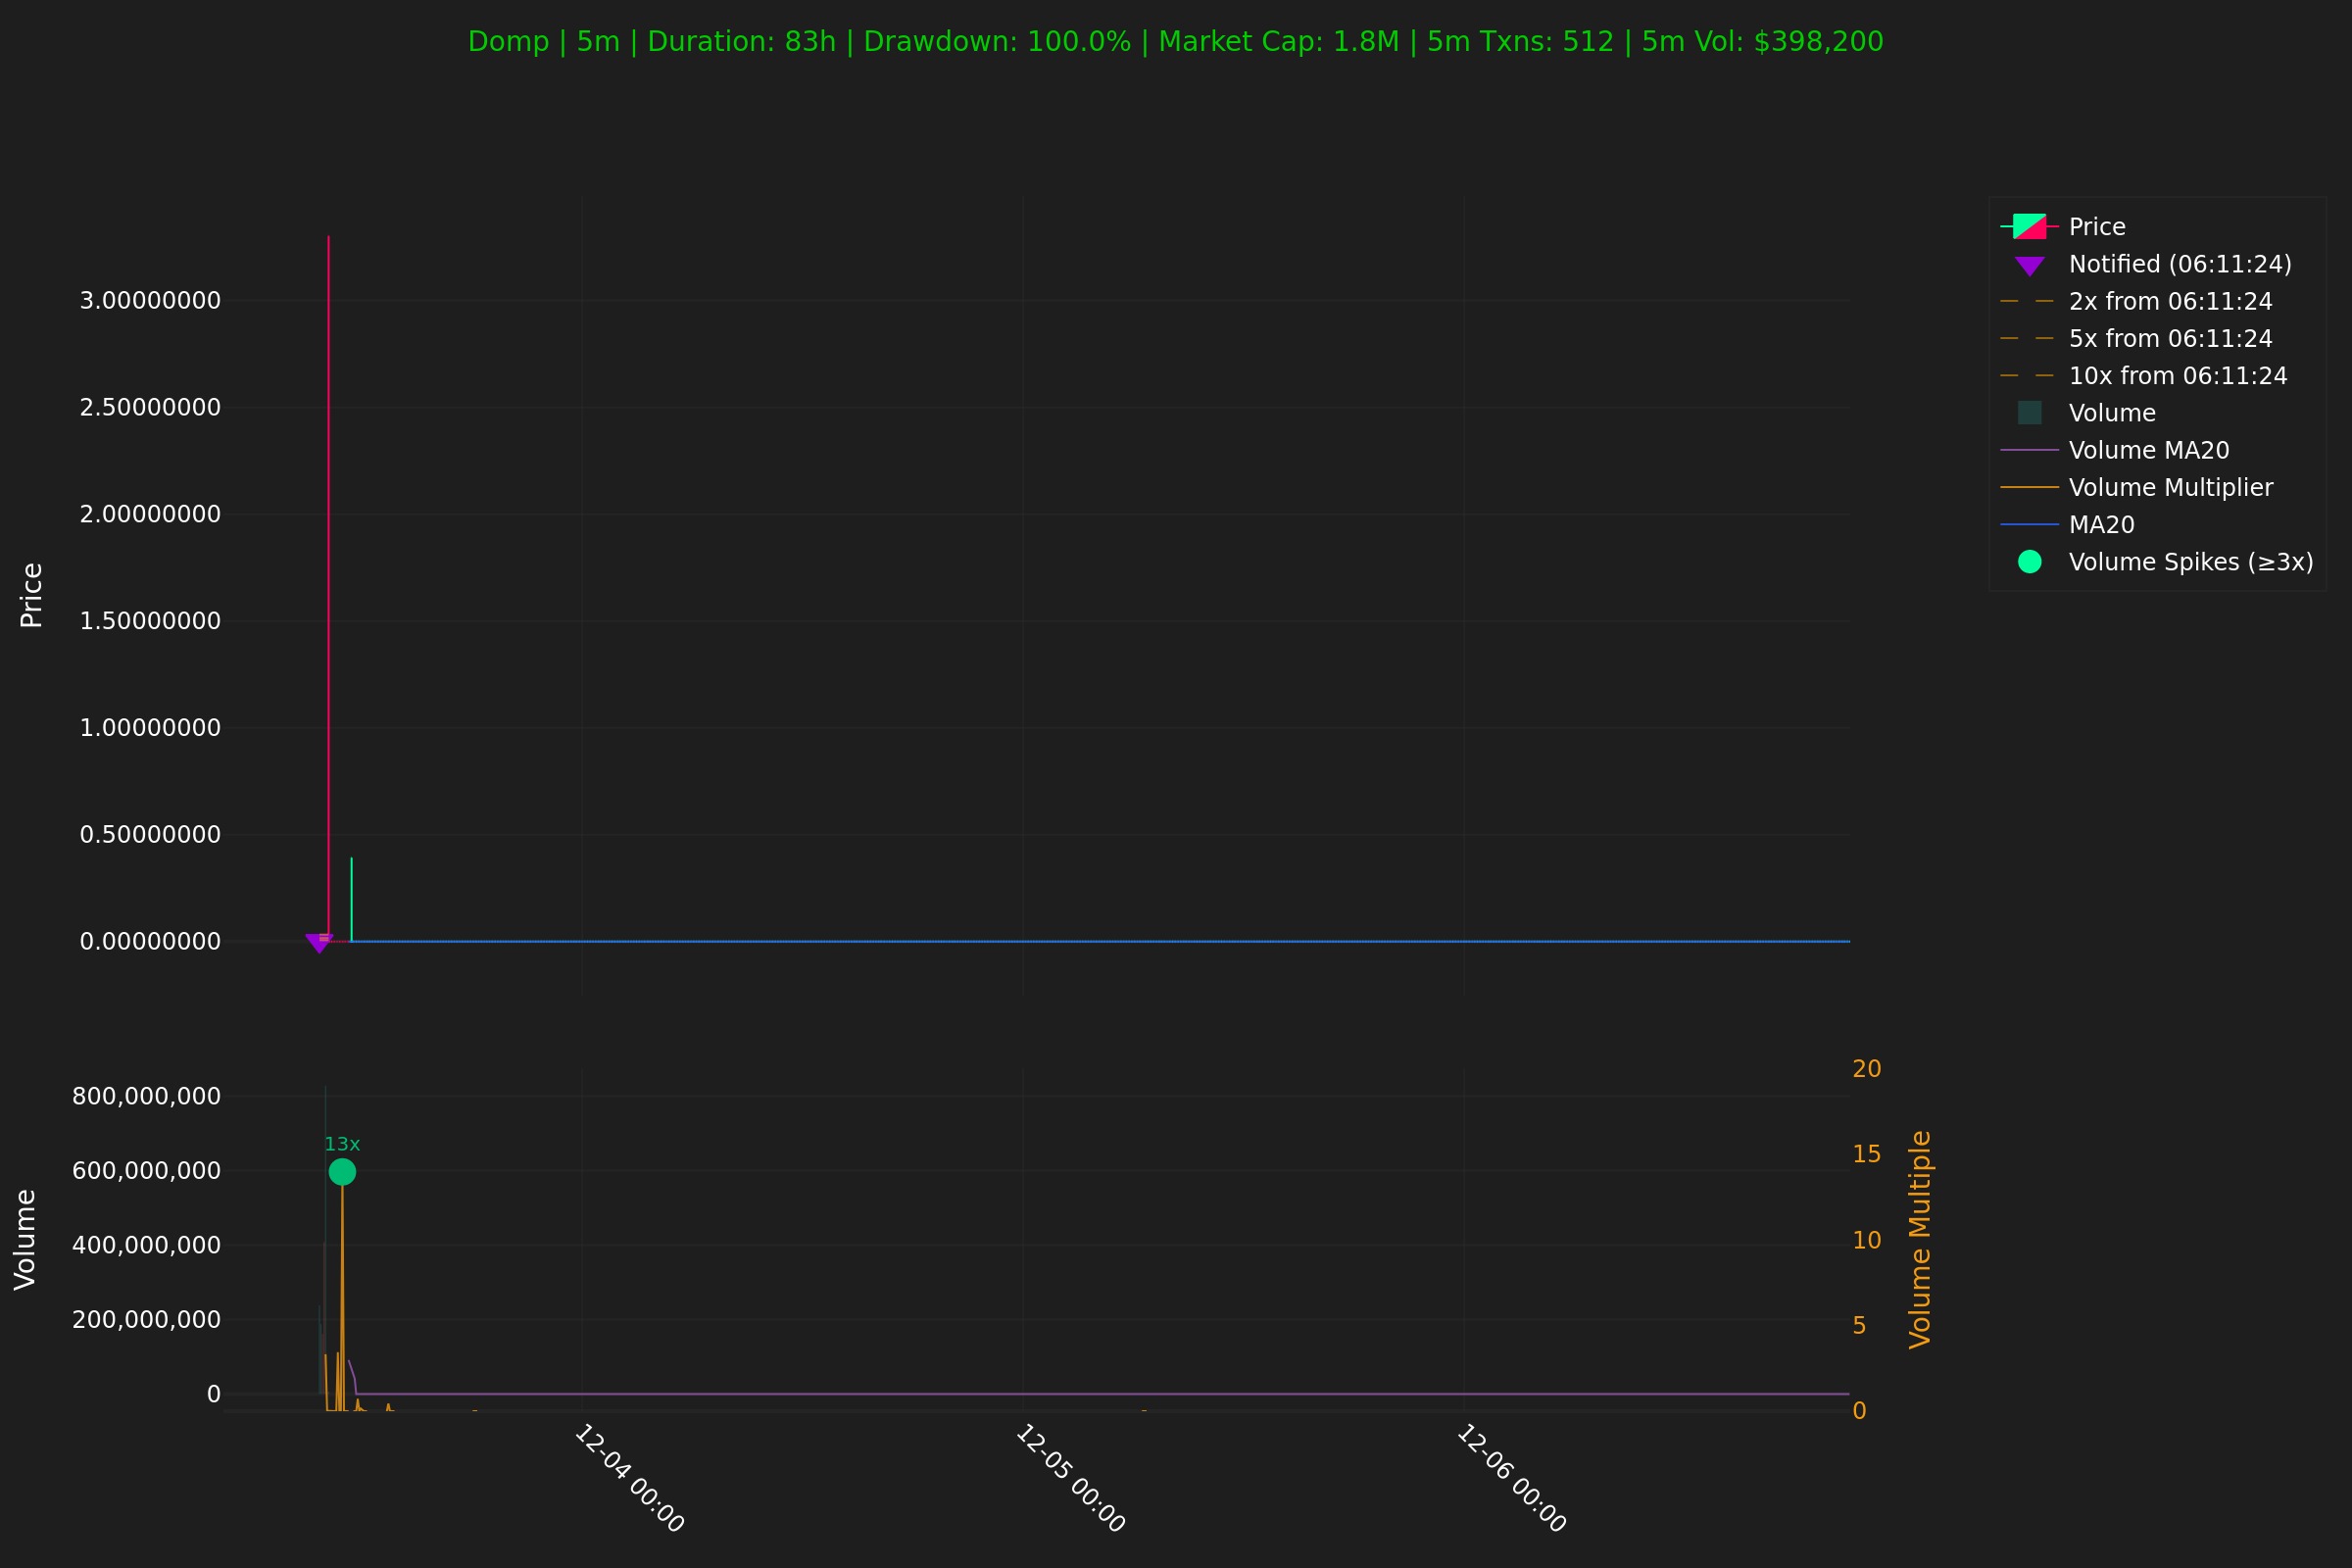 Domp | 5m | Duration: 83h | Drawdown: 100.0% | Market Cap: 1.8M | 5m Txns: 512 | 5m Vol: $398,200
Price
3.00000000
2.50000000
2.00000000
1.50000000
1.00000000
0.50000000
0.00000000
Price
Notified (06:11:24)
2x from 06:11:24
5x from 06:11:24
10x from 06:11:24
Volume
Volume MA20
Volume Multiplier
MA20
Volume Spikes (≥3x)
Volume
800,000,000
600,000,000
400,000,000
200,000,000
0
13x
20
15
10
5
0
Volume Multiple
12-04 00:00
12-05 00:00
12-06 00:00